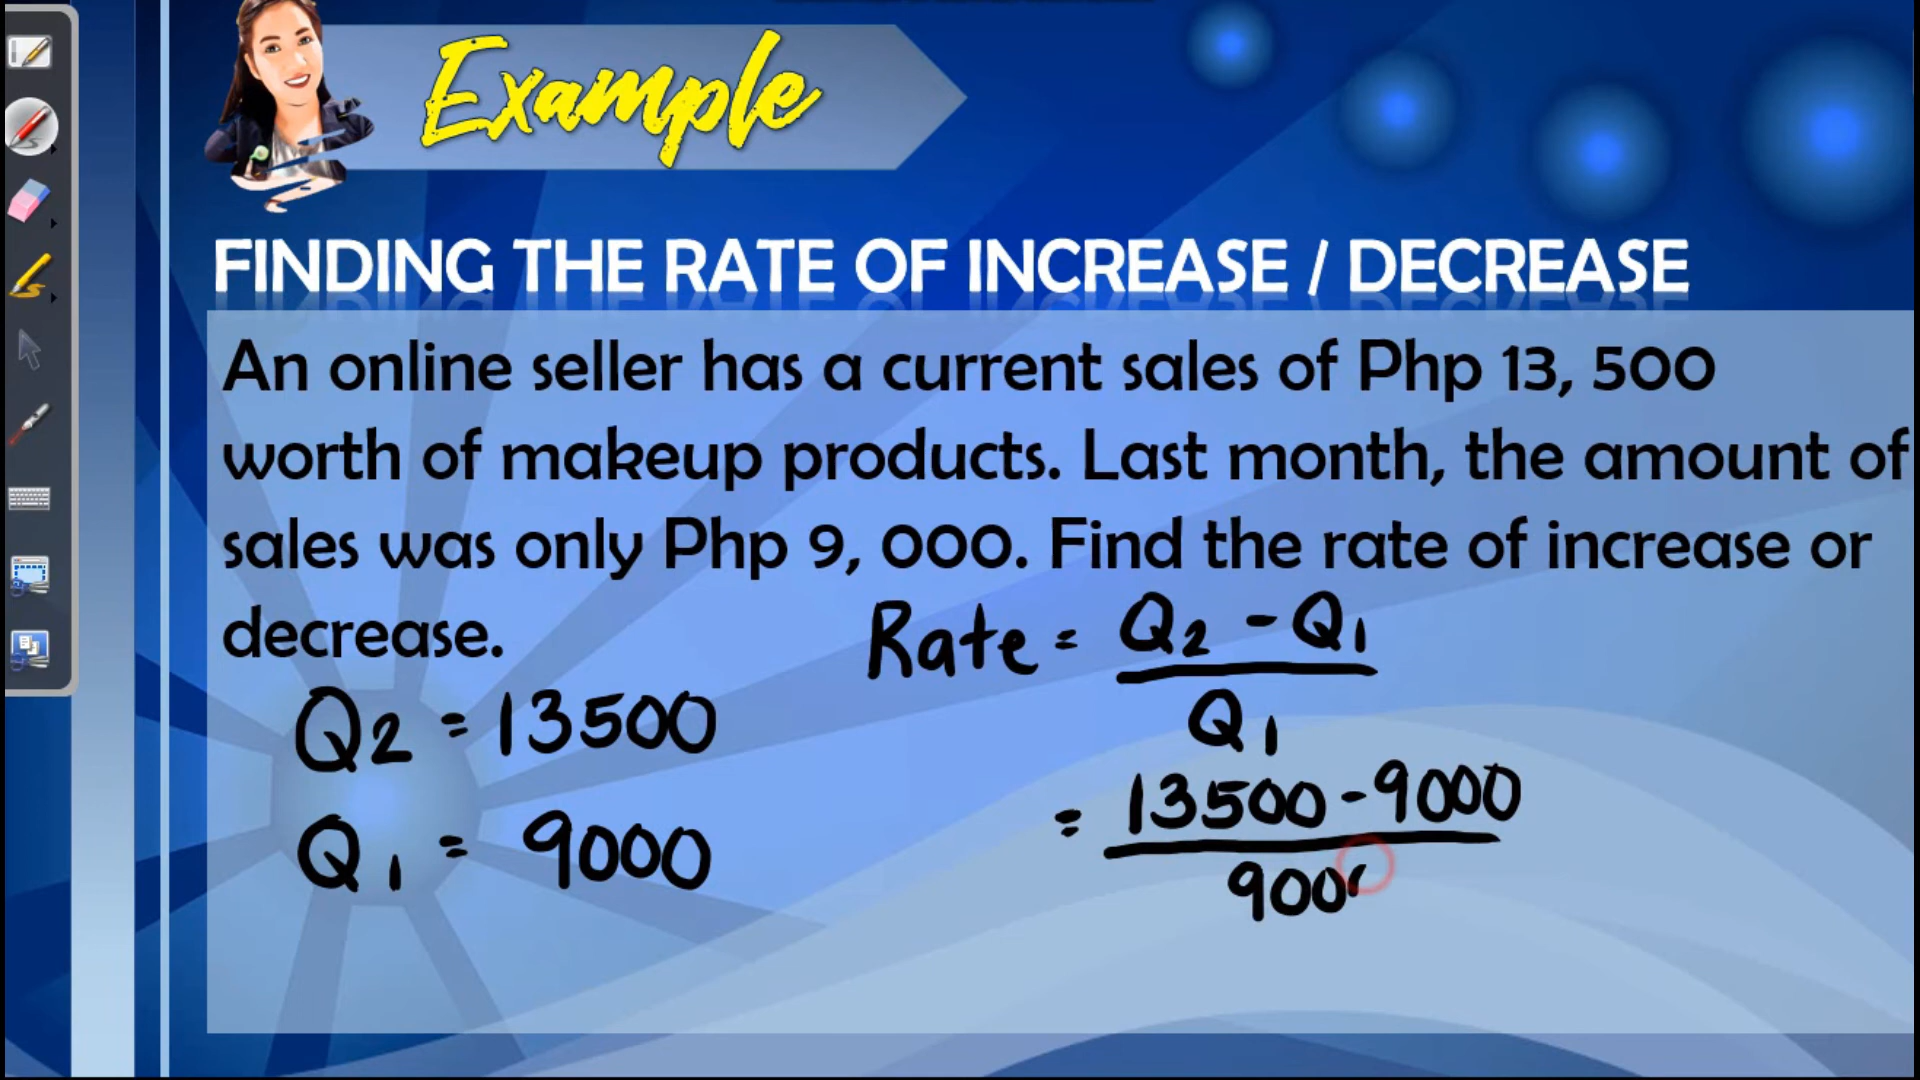 Example
FINDING THE RATE OF INCREASE / DECREASE
An online seller has a current sales of Php 13, 500
worth of makeup products. Last month, the amount of
sales was only Php 9, 000. Find the rate of increase or
decrease.
Rate = Q2 - Q1
Q1
Q2 = 13500
= 13500 - 9000
Q1 = 9000
900